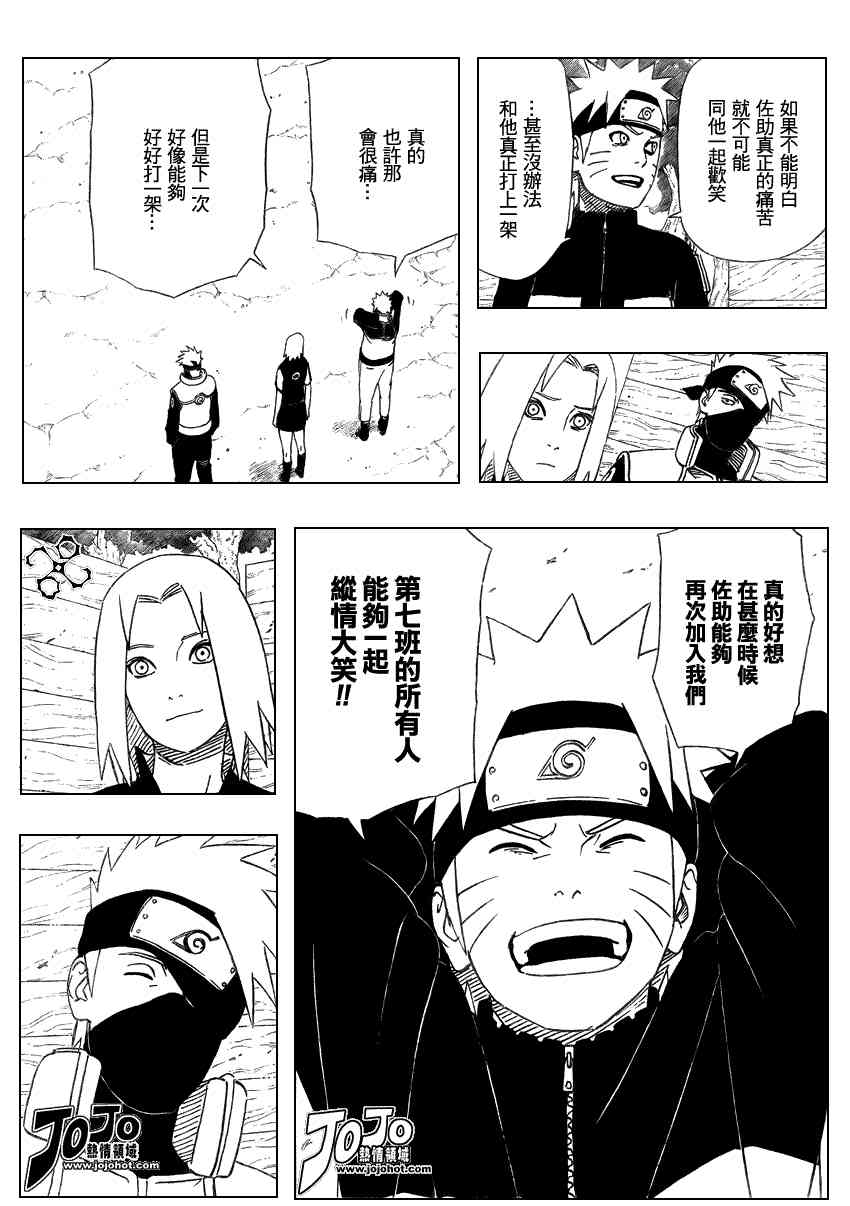 如果不能明白
佐助真正的痛苦
就不可能
同他一起歡笑
…甚至沒辦法
和他真正打上一架
真的
也許那
會很痛…
但是下一次
好像能夠
好好打一架…
真的好想
在甚麼時候
佐助能夠
再次加入我們
第七班的所有人
能夠一起
縱情大笑!!
JOJO
熱情領域
www.jojohot.com
JOJO
熱情領域
www.jojohot.com